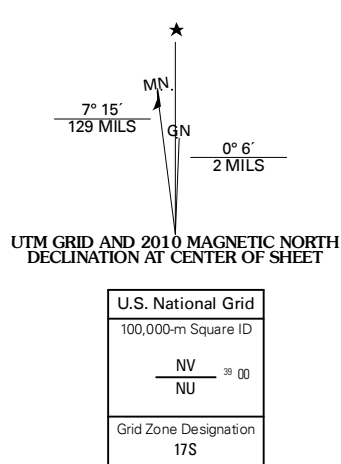 ★
MN
7° 15´
129 MILS
GN
0° 6´
2 MILS
UTM GRID AND 2010 MAGNETIC NORTH
DECLINATION AT CENTER OF SHEET
U.S. National Grid
100,000-m Square ID
NV
39 00
NU
Grid Zone Designation
17S